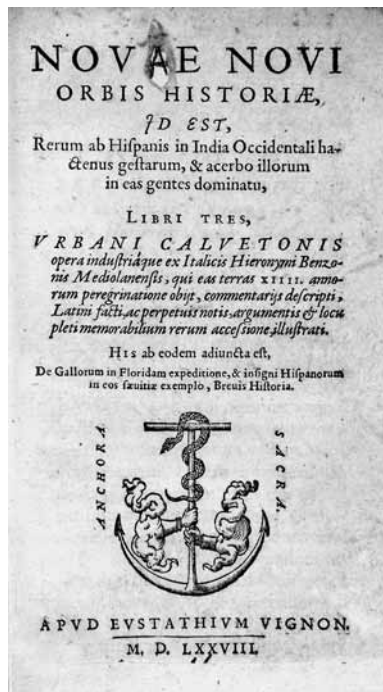 NOVAE NOVI
ORBIS HISTORIÆ,
ID EST,
Rerum ab Hiſpanis in India Occidentali ha-
ctenus geſtarum, & acerbo illorum
in eas gentes dominatu,
LIBRI TRES,
VRBANI CALVETONIS
opera induſtriáque ex Italicis Hieronymi Benzo-
nis Mediolanenſis, qui eas terras XIIII. anno-
rum peregrinatione obijt, commentarijs deſcripti,
Latini facti, ac perpetuis notis, argumentis & locu
pleti memorabilium rerum acceſſione, illuſtrati.
HIS ab eodem adiuncta eſt,
De Gallorum in Floridam expeditione, & inſigni Hiſpanorum
in eos ſæuitiæ exemplo, Breuis Hiſtoria.
ANCHORA
SACRA.
APVD EVSTATHIVM VIGNON.
M. D. LXXVIII.